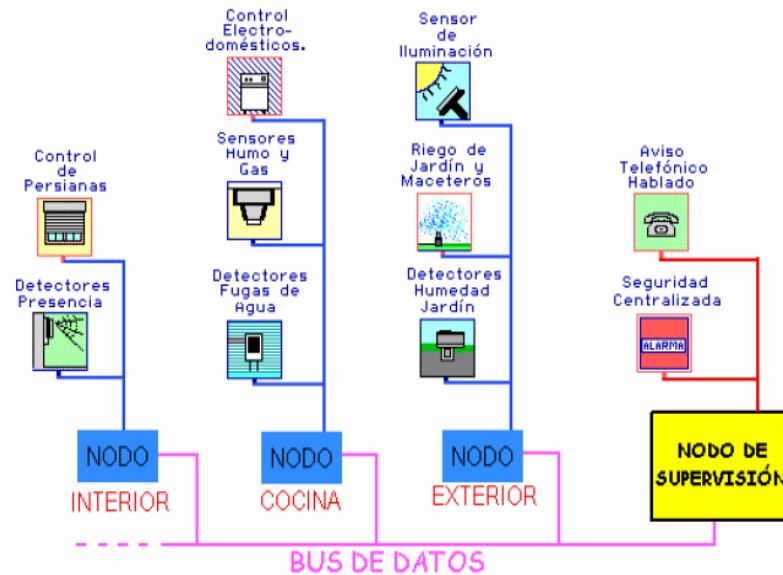 Control
Electro-
domésticos.
Sensor
de
Iluminación
Control
de
Persianas
Sensores
Humo y
Gas
Riego de
Jardín y
Maceteros
Aviso
Telefónico
Hablado
Detectores
Presencia
Detectores
Fugas de
Agua
Detectores
Humedad
Jardín
Seguridad
Centralizada
ALARMA
NODO
INTERIOR
NODO
COCINA
NODO
EXTERIOR
NODO DE
SUPERVISIÓN
BUS DE DATOS